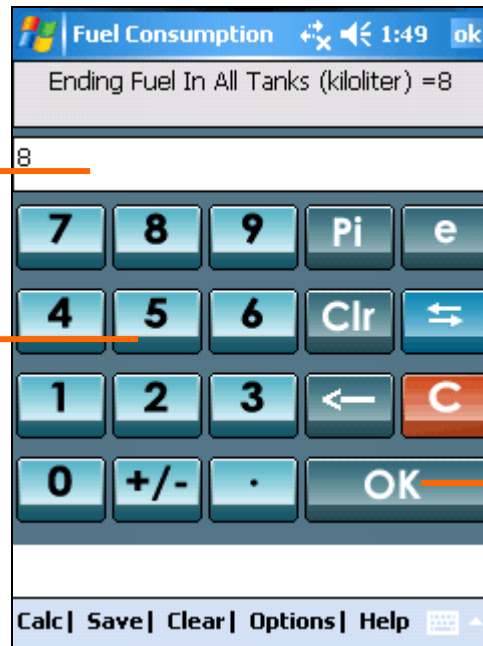 Fuel Consumption 1:49 ok
Ending Fuel In All Tanks (kiloliter) =8
8
7 8 9 Pi e
4 5 6 Clr
1 2 3 <— C
0 +/- . OK
Calc| Save| Clear| Options| Help